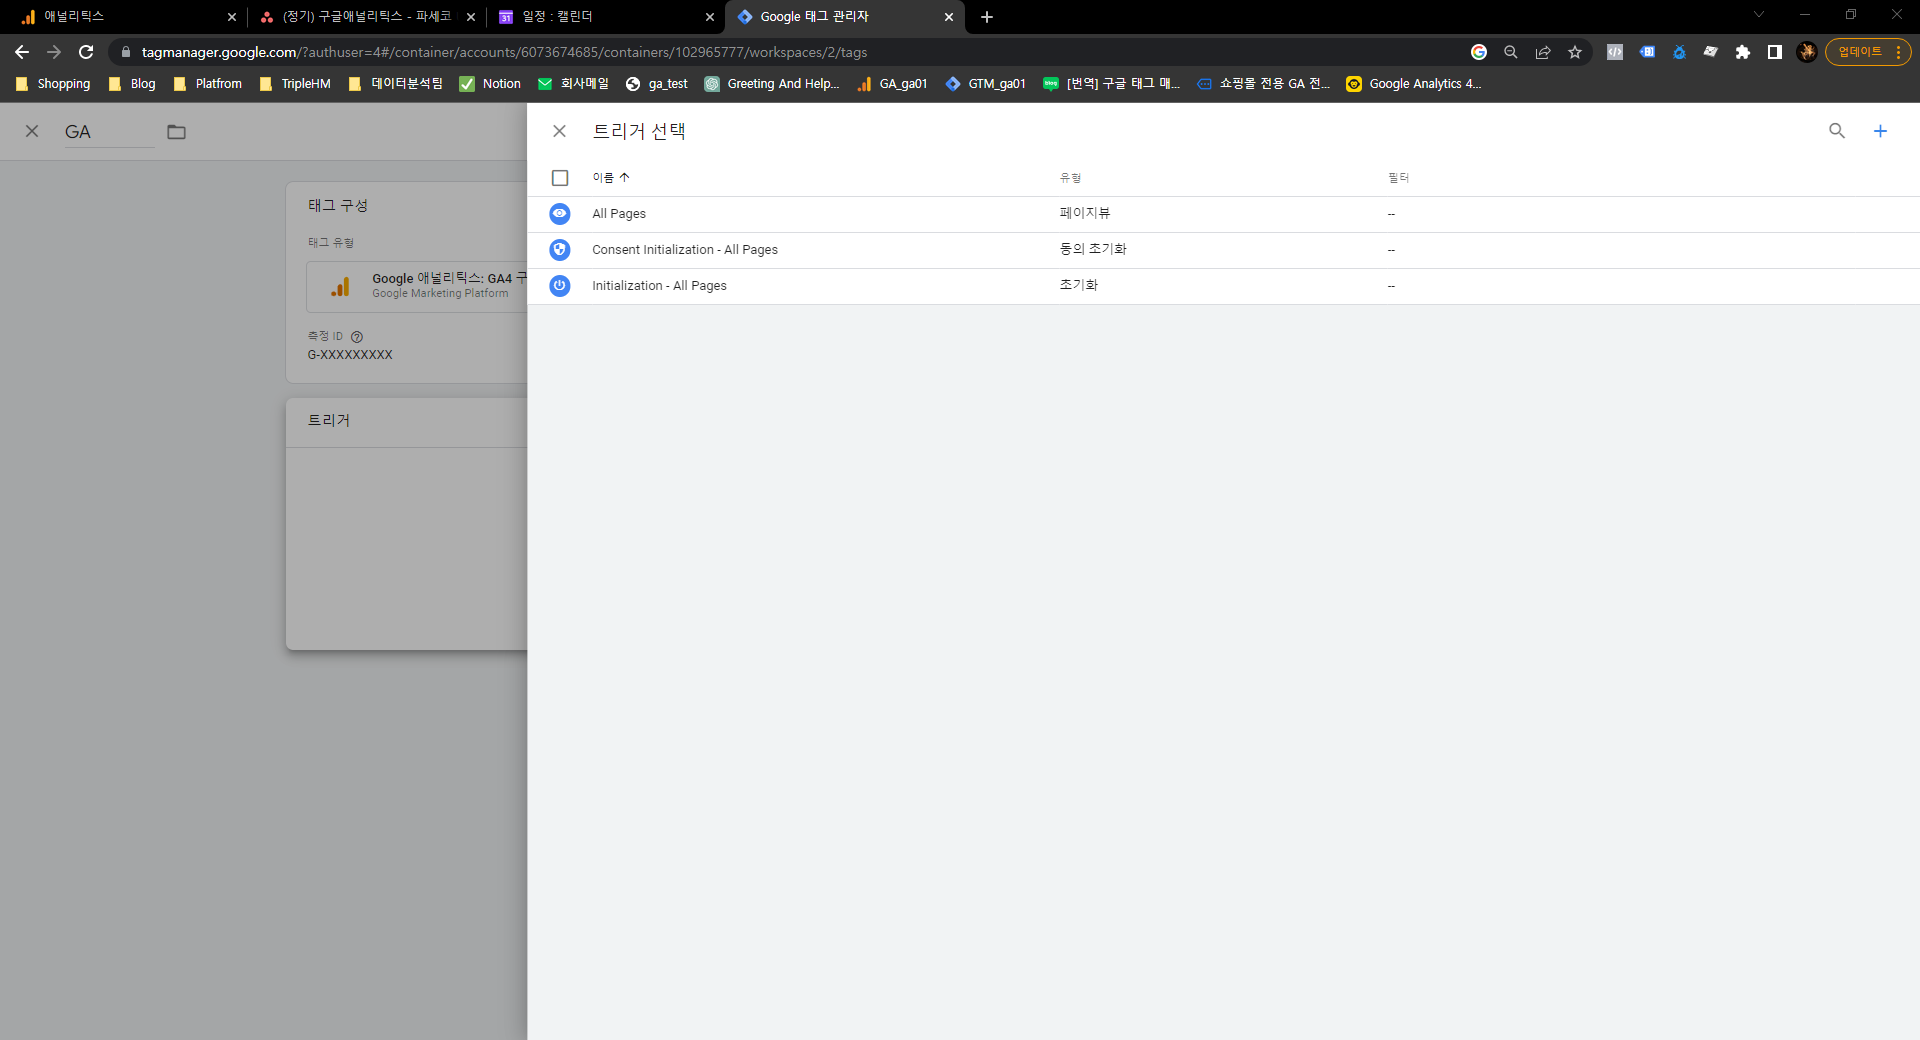 애널리틱스
(정기) 구글애널리틱스 - 파세코
일정 : 캘린더
Google 태그 관리자
tagmanager.google.com/?authuser=4#/container/accounts/6073674685/containers/102965777/workspaces/2/tags
업데이트
Shopping
Blog
Platfrom
TripleHM
데이터분석팀
Notion
회사메일
ga_test
Greeting And Help...
GA_ga01
GTM_ga01
[번역] 구글 태그 매...
쇼핑몰 전용 GA 전...
Google Analytics 4...
GA
태그 구성
태그 유형
Google 애널리틱스: GA4 구
Google Marketing Platform
측정 ID
G-XXXXXXXXX
트리거
트리거 선택
이름 유형 필터
All Pages 페이지뷰 --
Consent Initialization - All Pages 동의 초기화 --
Initialization - All Pages 초기화 --